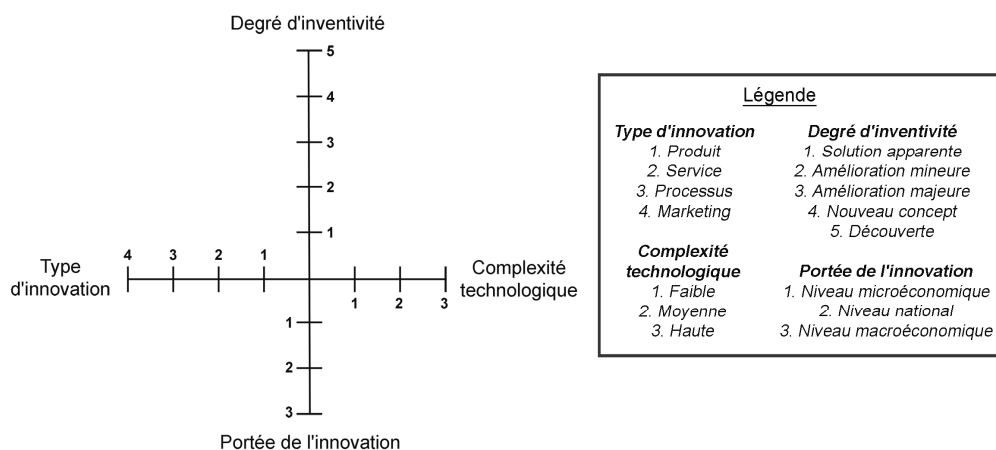 Degré d'inventivité
5
4
3
2
1
4 3 2 1
Type
d'innovation
1 2 3
Complexité
technologique
1
2
3
Portée de l'innovation
Légende
Type d'innovation
1. Produit
2. Service
3. Processus
4. Marketing
Degré d'inventivité
1. Solution apparente
2. Amélioration mineure
3. Amélioration majeure
4. Nouveau concept
5. Découverte
Complexité
technologique
1. Faible
2. Moyenne
3. Haute
Portée de l'innovation
1. Niveau microéconomique
2. Niveau national
3. Niveau macroéconomique